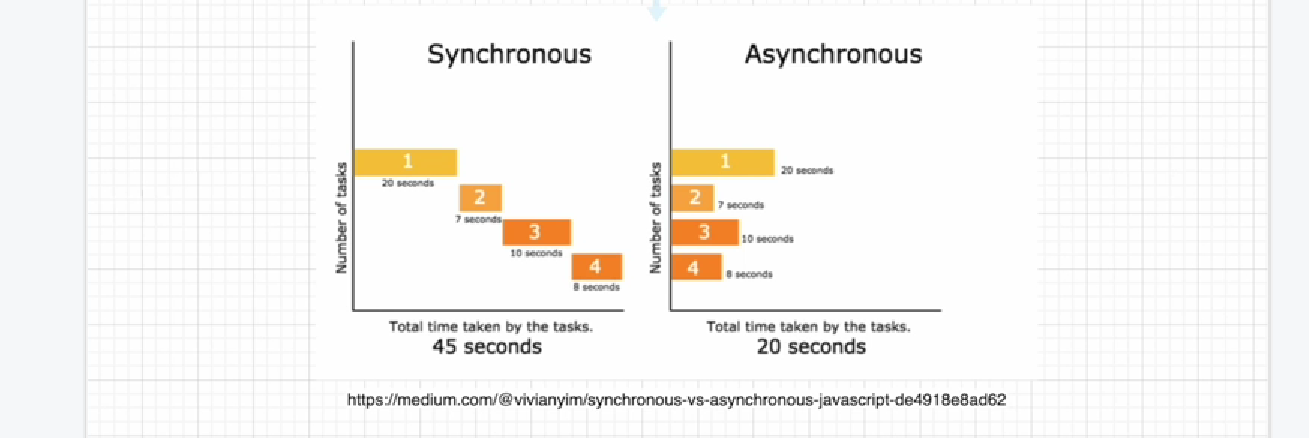 Synchronous
Number of tasks
1
20 seconds
2
7 seconds
3
10 seconds
4
8 seconds
Total time taken by the tasks.
45 seconds
Asynchronous
Number of tasks
1
20 seconds
2
7 seconds
3
10 seconds
4
8 seconds
Total time taken by the tasks.
20 seconds
https://medium.com/@vivianyim/synchronous-vs-asynchronous-javascript-de4918e8ad62